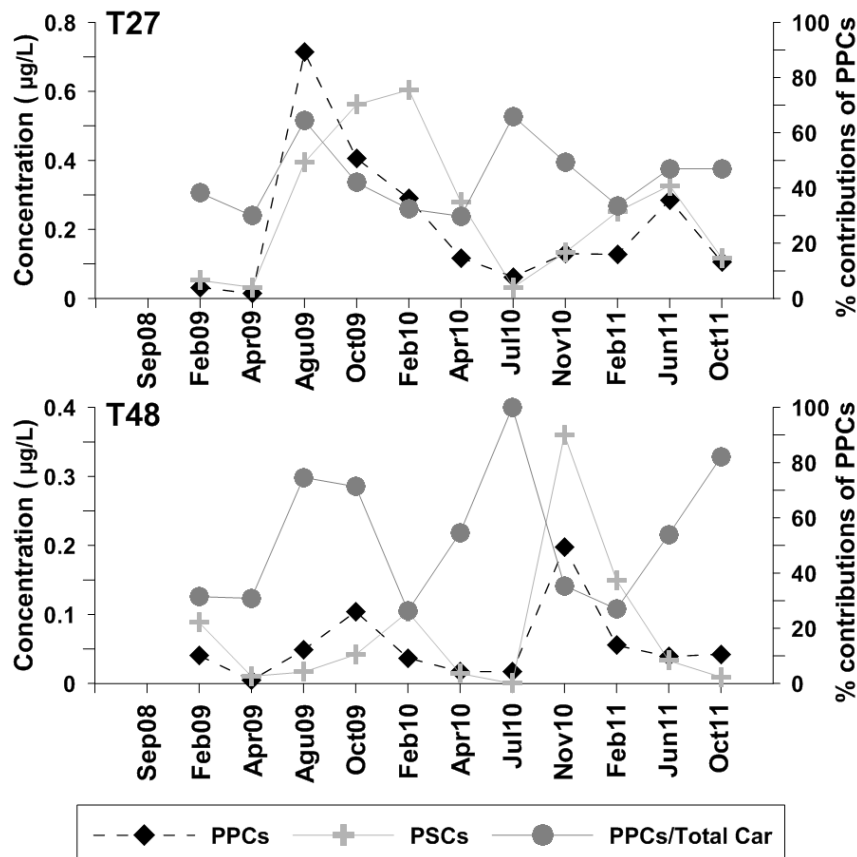 T27
Concentration ( µg/L)
0.8
0.6
0.4
0.2
0
100
80
60
40
20
0
% contributions of PPCs
Sep08
Feb09
Apr09
Agu09
Oct09
Feb10
Apr10
Jul10
Nov10
Feb11
Jun11
Oct11
T48
Concentration ( µg/L)
0.4
0.3
0.2
0.1
0
100
80
60
40
20
0
% contributions of PPCs
Sep08
Feb09
Apr09
Agu09
Oct09
Feb10
Apr10
Jul10
Nov10
Feb11
Jun11
Oct11
PPCs PSCs PPCs/Total Car